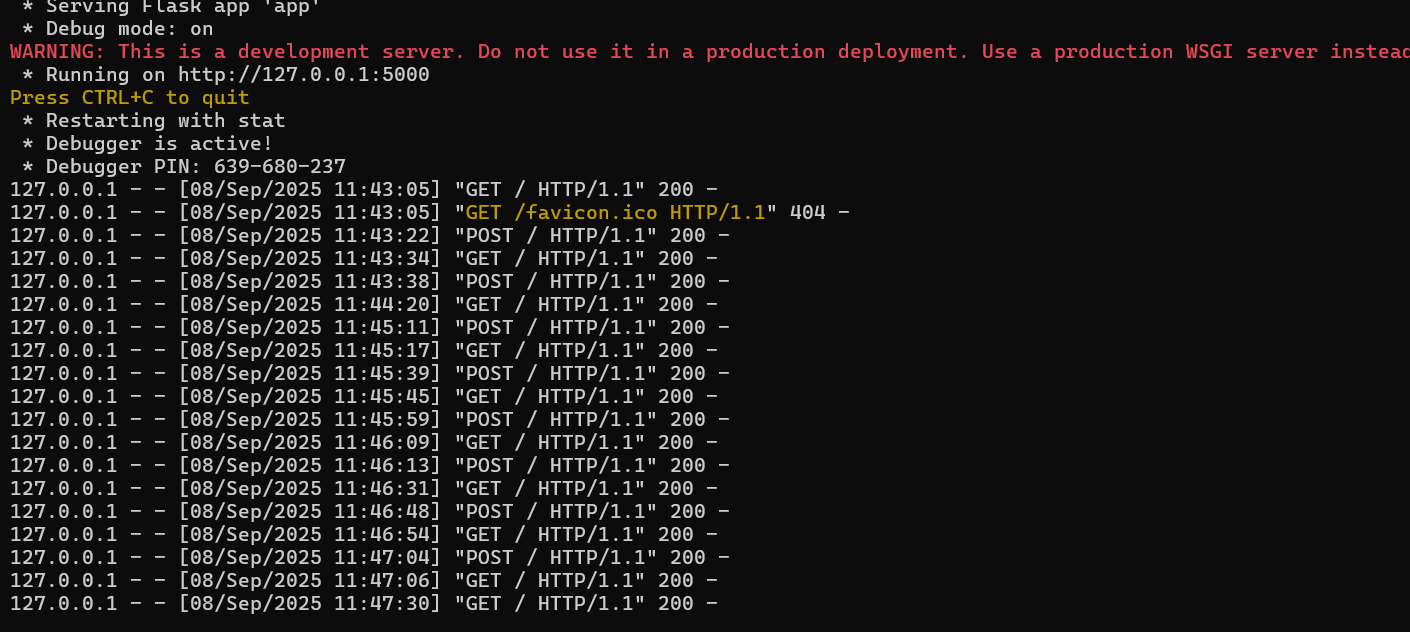 * Serving Flask app 'app'
* Debug mode: on
WARNING: This is a development server. Do not use it in a production deployment. Use a production WSGI server instead
* Running on http://127.0.0.1:5000
Press CTRL+C to quit
* Restarting with stat
* Debugger is active!
* Debugger PIN: 639-680-237
127.0.0.1 - - [08/Sep/2025 11:43:05] "GET / HTTP/1.1" 200 -
127.0.0.1 - - [08/Sep/2025 11:43:05] "GET /favicon.ico HTTP/1.1" 404 -
127.0.0.1 - - [08/Sep/2025 11:43:22] "POST / HTTP/1.1" 200 -
127.0.0.1 - - [08/Sep/2025 11:43:34] "GET / HTTP/1.1" 200 -
127.0.0.1 - - [08/Sep/2025 11:43:38] "POST / HTTP/1.1" 200 -
127.0.0.1 - - [08/Sep/2025 11:44:20] "GET / HTTP/1.1" 200 -
127.0.0.1 - - [08/Sep/2025 11:45:11] "POST / HTTP/1.1" 200 -
127.0.0.1 - - [08/Sep/2025 11:45:17] "GET / HTTP/1.1" 200 -
127.0.0.1 - - [08/Sep/2025 11:45:39] "POST / HTTP/1.1" 200 -
127.0.0.1 - - [08/Sep/2025 11:45:45] "GET / HTTP/1.1" 200 -
127.0.0.1 - - [08/Sep/2025 11:45:59] "POST / HTTP/1.1" 200 -
127.0.0.1 - - [08/Sep/2025 11:46:09] "GET / HTTP/1.1" 200 -
127.0.0.1 - - [08/Sep/2025 11:46:13] "POST / HTTP/1.1" 200 -
127.0.0.1 - - [08/Sep/2025 11:46:31] "GET / HTTP/1.1" 200 -
127.0.0.1 - - [08/Sep/2025 11:46:48] "POST / HTTP/1.1" 200 -
127.0.0.1 - - [08/Sep/2025 11:46:54] "GET / HTTP/1.1" 200 -
127.0.0.1 - - [08/Sep/2025 11:47:04] "POST / HTTP/1.1" 200 -
127.0.0.1 - - [08/Sep/2025 11:47:06] "GET / HTTP/1.1" 200 -
127.0.0.1 - - [08/Sep/2025 11:47:30] "GET / HTTP/1.1" 200 -